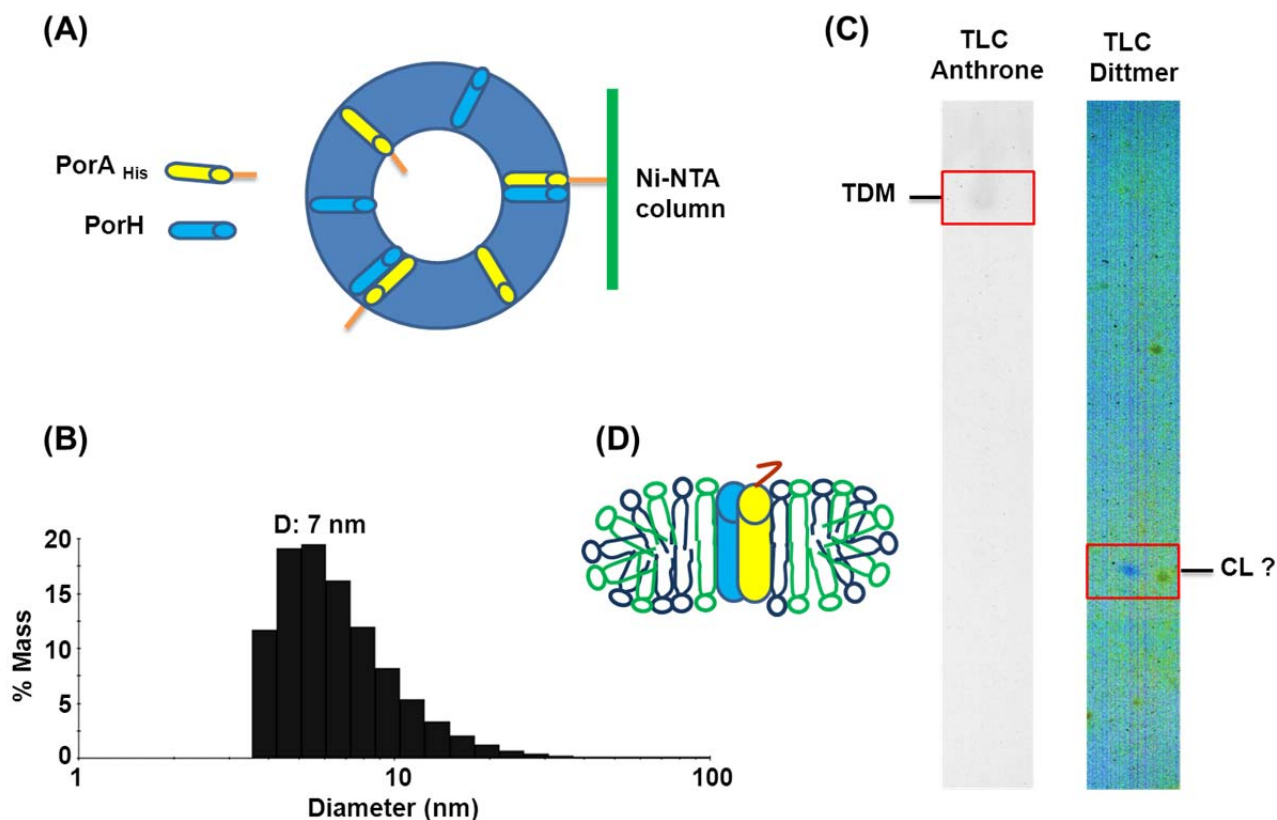 (A)
PorA His
PorH
Ni-NTA
column
(B)
D: 7 nm
20
15
10
5
0
% Mass
1
10
100
Diameter (nm)
(C)
TLC
Anthrone
TLC
Dittmer
TDM
CL ?
(D)